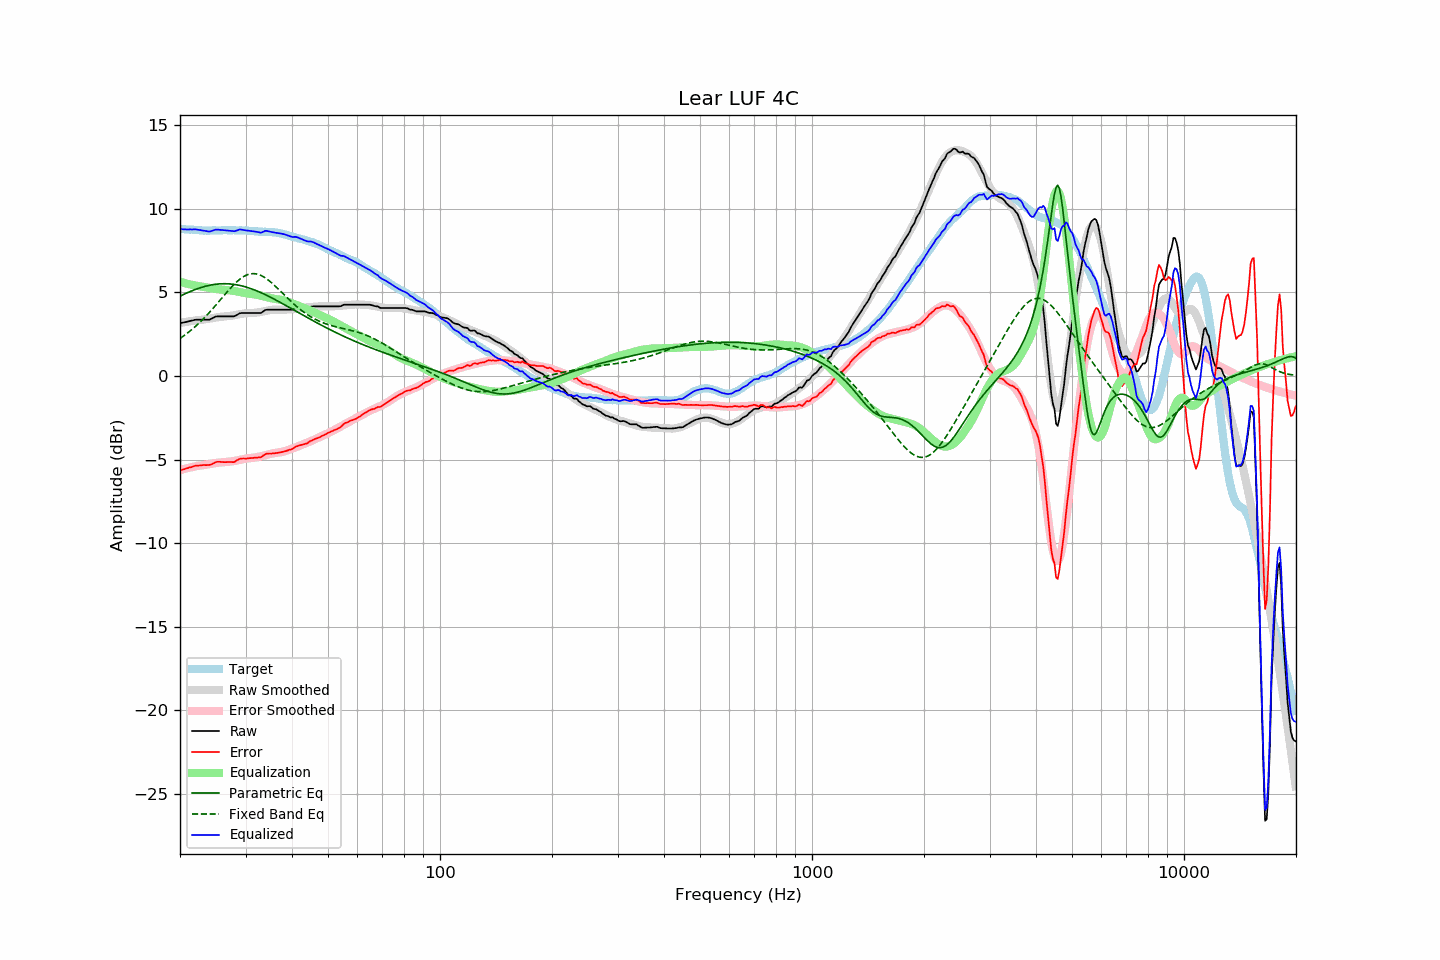 Lear LUF 4C
15
10
5
0
−5
−10
−15
−20
−25
Amplitude (dBr)
Target
Raw Smoothed
Error Smoothed
Raw
Error
Equalization
Parametric Eq
Fixed Band Eq
Equalized
100
1000
10000
Frequency (Hz)